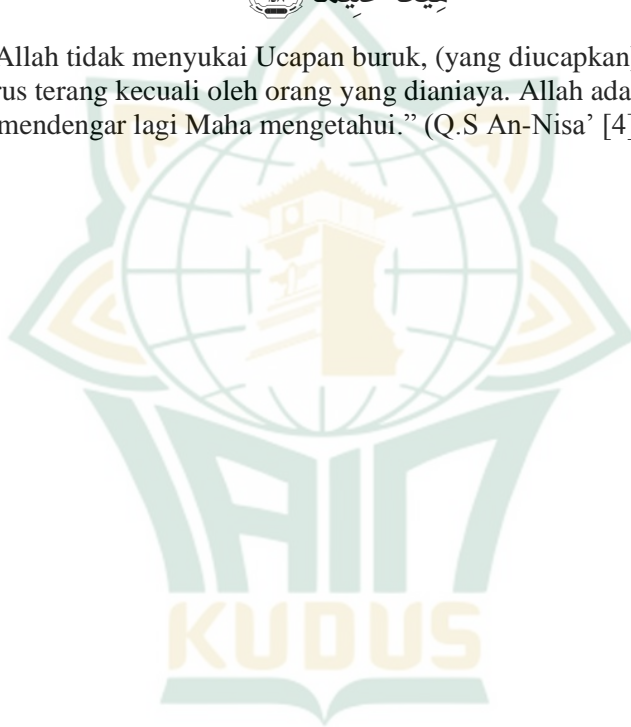 Allah tidak menyukai Ucapan buruk, (yang diucapkan
rus terang kecuali oleh orang yang dianiaya. Allah ada
mendengar lagi Maha mengetahui.” (Q.S An-Nisa’ [4]
IAIN
KUDUS